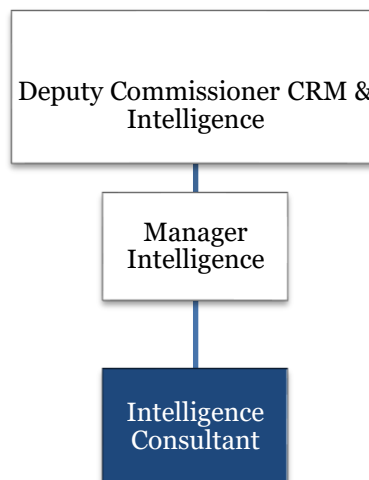 Deputy Commissioner CRM &
Intelligence
Manager
Intelligence
Intelligence
Consultant